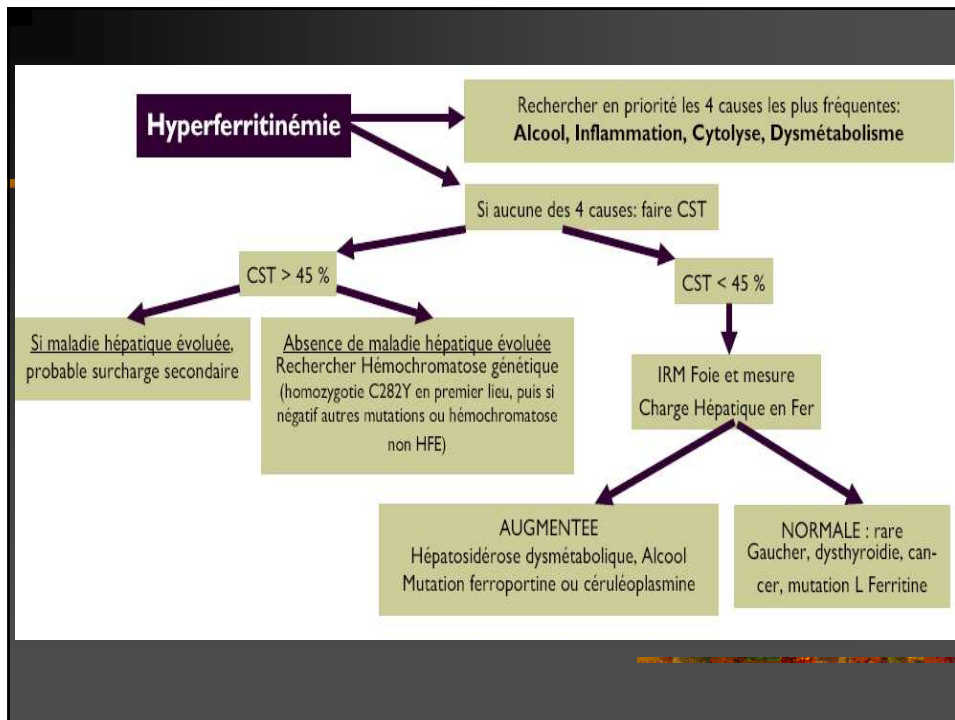 Hyperferritinémie
Rechercher en priorité les 4 causes les plus fréquentes:
Alcool, Inflammation, Cytolyse, Dysmétabolisme
Si aucune des 4 causes: faire CST
CST > 45 %
CST < 45 %
Si maladie hépatique évoluée,
probable surcharge secondaire
Absence de maladie hépatique évoluée
Rechercher Hémochromatose génétique
(homozygotie C282Y en premier lieu, puis si
négatif autres mutations ou hémochromatose
non HFE)
IRM Foie et mesure
Charge Hépatique en Fer
AUGMENTEE
Hépatosidérose dysmétabolique, Alcool
Mutation ferroportine ou céruléoplasmine
NORMALE : rare
Gaucher, dysthyroidie, can-
cer, mutation L Ferritine